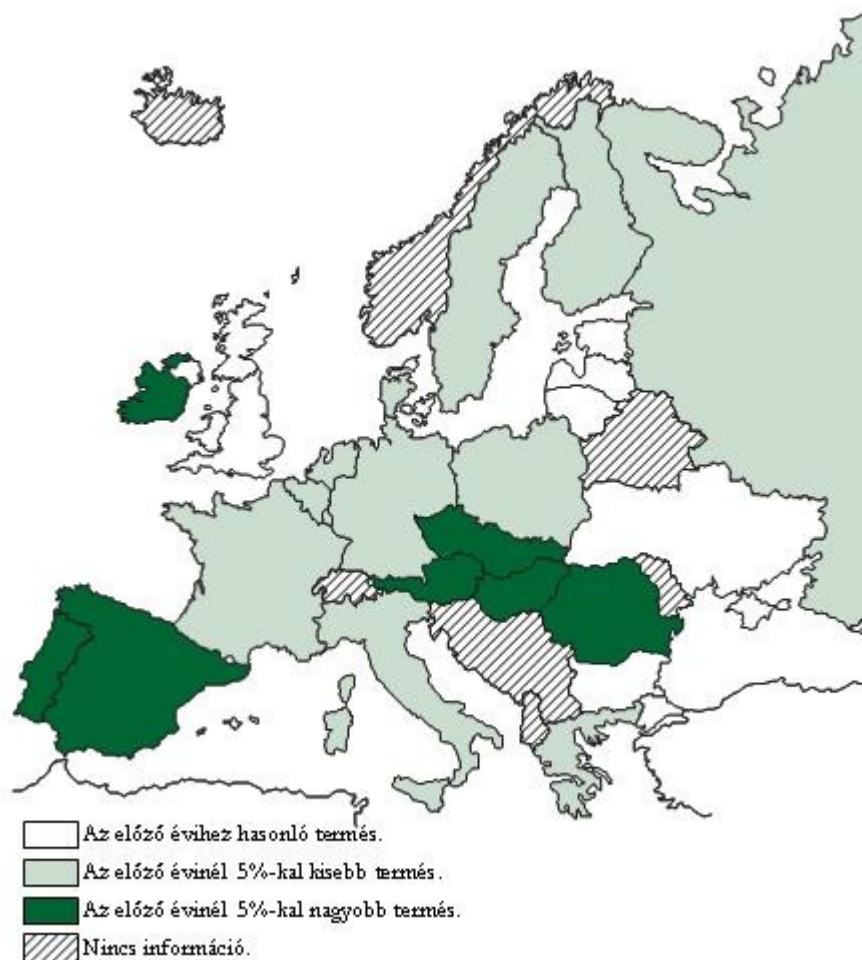 Az előző évihez hasonló termés.
Az előző évinél 5%-kal kisebb termés.
Az előző évinél 5%-kal nagyobb termés.
Nincs információ.